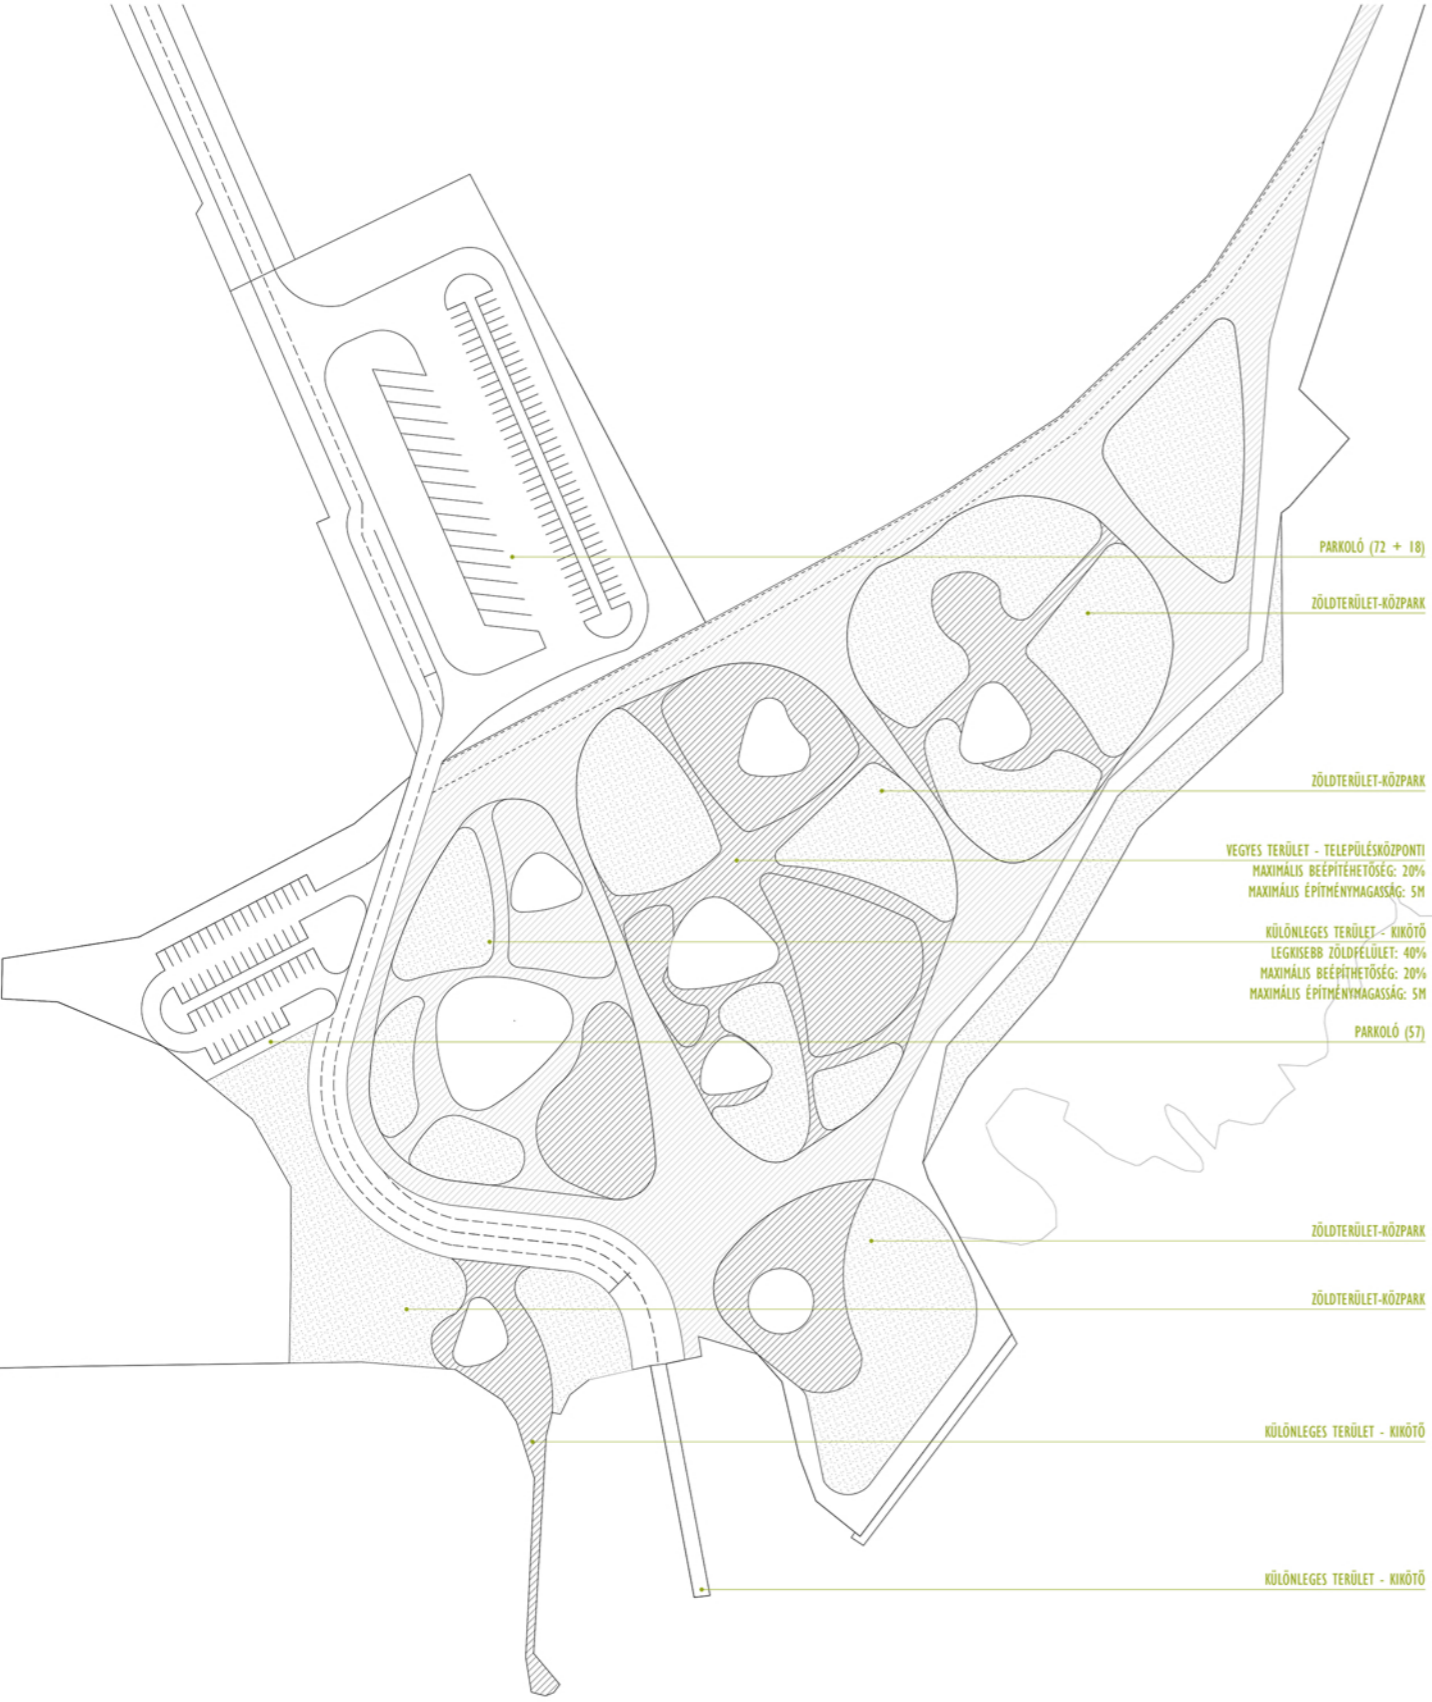 PARKOLÓ (72 + 18)
ZÖLDTERÜLET-KÖZPARK
ZÖLDTERÜLET-KÖZPARK
VEGYES TERÜLET - TELEPÜLÉSKÖZPONTI
MAXIMÁLIS BEÉPÍTÉHETŐSÉG: 20%
MAXIMÁLIS ÉPÍTMÉNYMAGASSÁG: 5M
KÜLÖNLEGES TERÜLET - KIKÖTŐ
LEGKISEBB ZÖLDFELÜLET: 40%
MAXIMÁLIS BEÉPÍTHETŐSÉG: 20%
MAXIMÁLIS ÉPÍTMÉNYMAGASSÁG: 5M
PARKOLÓ (57)
ZÖLDTERÜLET-KÖZPARK
ZÖLDTERÜLET-KÖZPARK
KÜLÖNLEGES TERÜLET - KIKÖTŐ
KÜLÖNLEGES TERÜLET - KIKÖTŐ